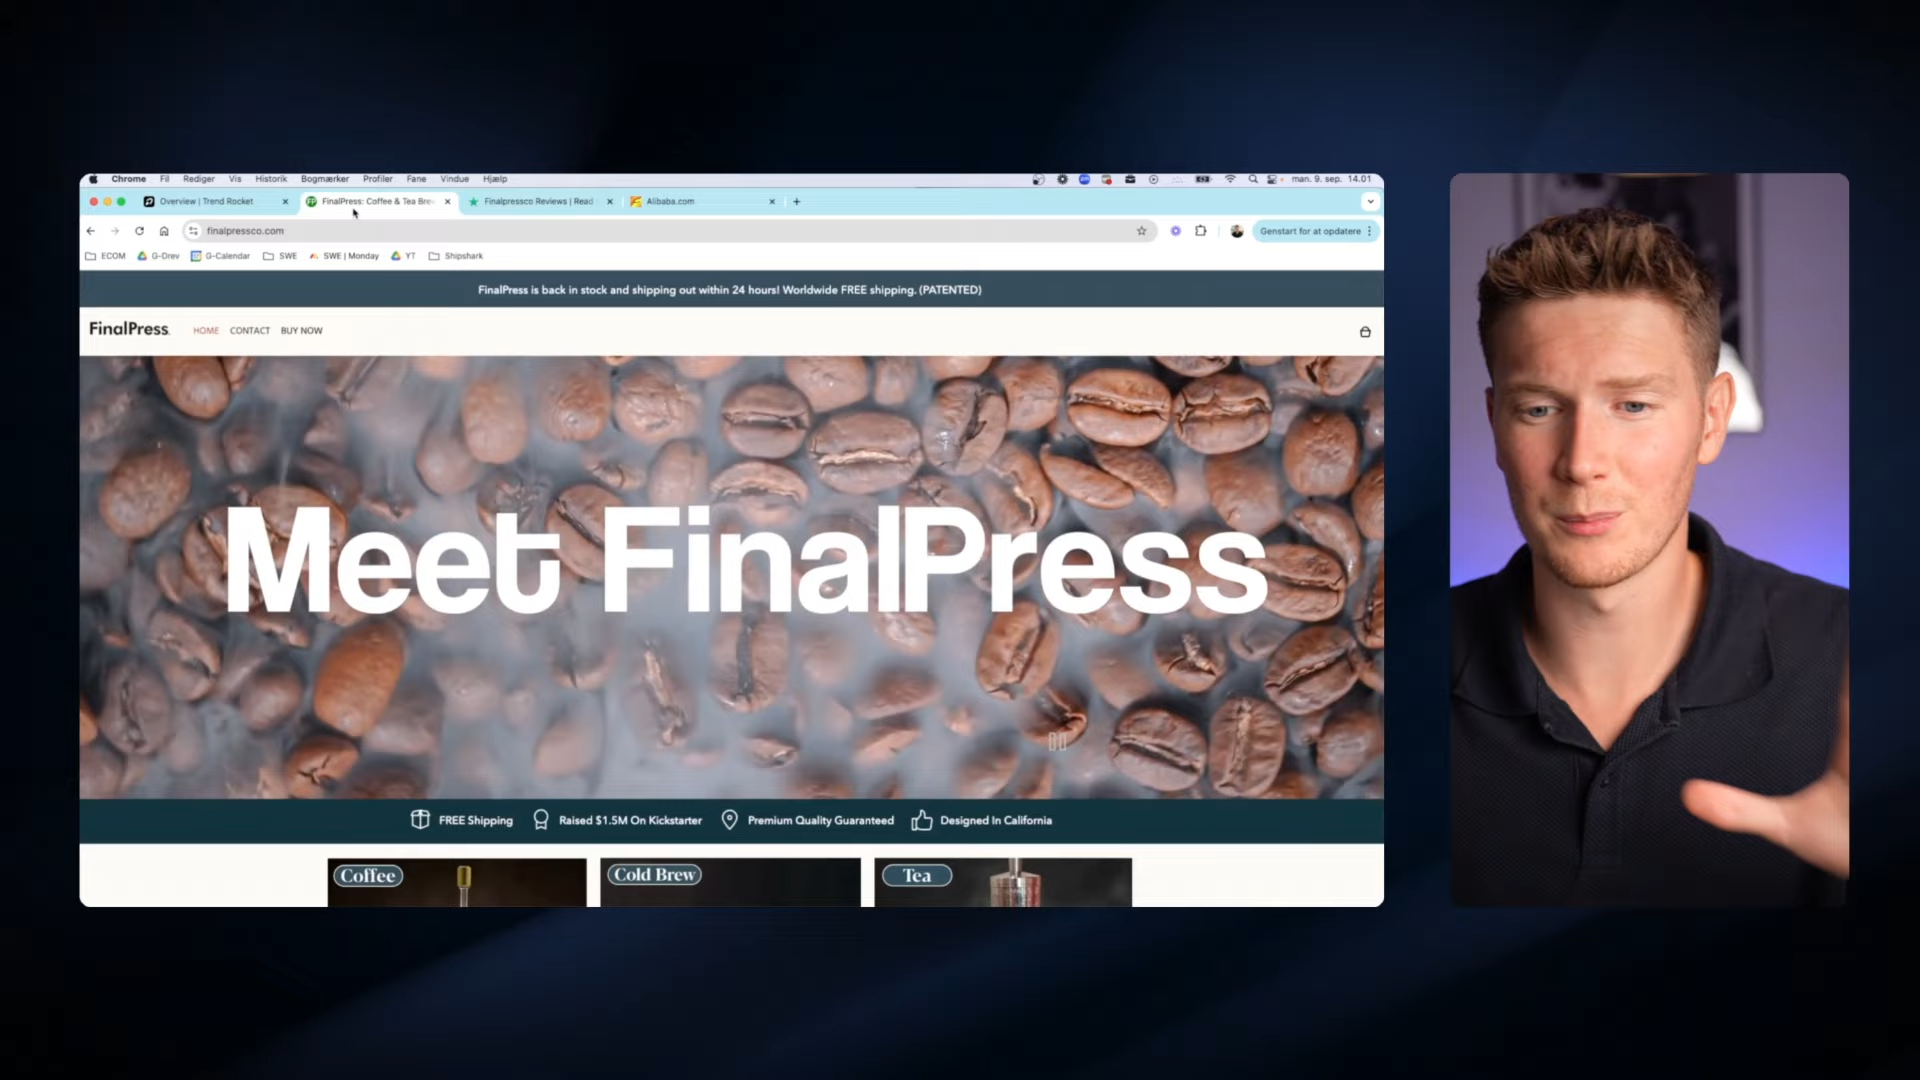 Chrome Fil Rediger Vis Historik Bogmærker Profiler Fane Vindue Hjælp man. 9. sep. 14.01
Overview | Trend Rocket FinalPress: Coffee & Tea Brew Finalpressco Reviews | Read Alibaba.com
finalpressco.com Genstart for at opdatere
ECOM G-Drev G-Calendar SWE SWE | Monday YT Shipshark
FinalPress is back in stock and shipping out within 24 hours! Worldwide FREE shipping. (PATENTED)
FinalPress. HOME CONTACT BUY NOW
Meet FinalPress
FREE Shipping Raised $1.5M On Kickstarter Premium Quality Guaranteed Designed In California
Coffee Cold Brew Tea